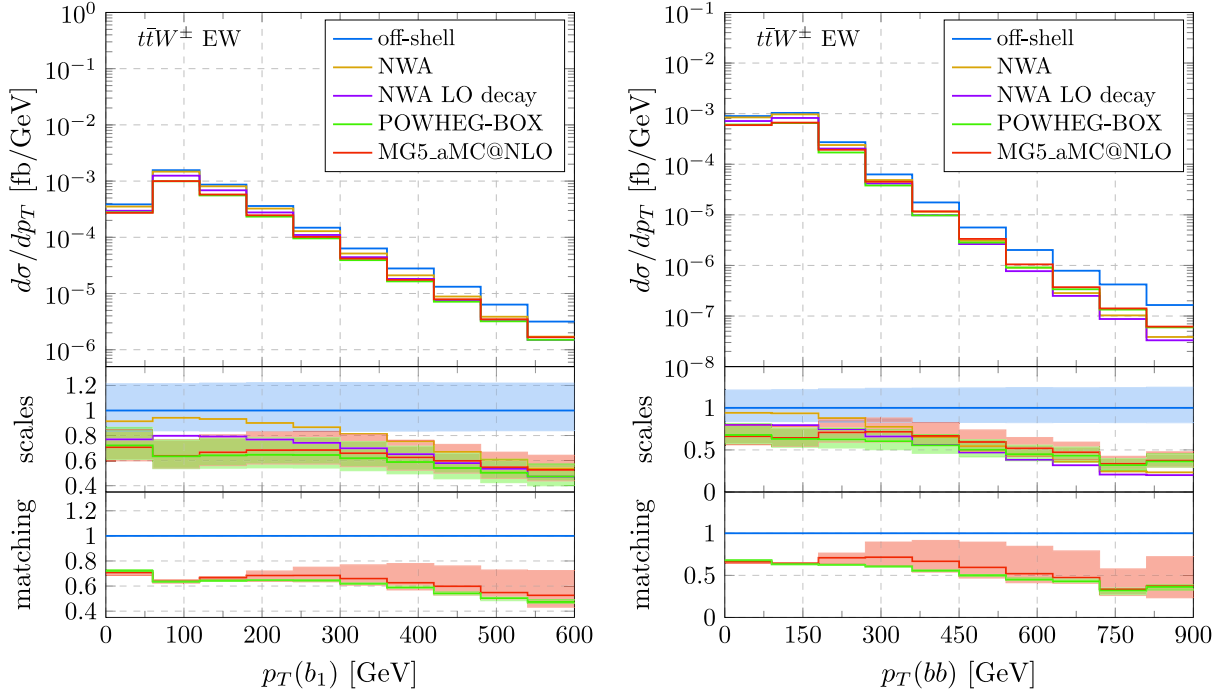 tt̄W± EW
off-shell
NWA
NWA LO decay
POWHEG-BOX
MG5_aMC@NLO
dσ/dp_T [fb/GeV]
10^0
10^−1
10^−2
10^−3
10^−4
10^−5
10^−6
scales
1.2
1
0.8
0.6
0.4
matching
1.2
1
0.8
0.6
0.4
0 100 200 300 400 500 600
p_T(b_1) [GeV]
tt̄W± EW
off-shell
NWA
NWA LO decay
POWHEG-BOX
MG5_aMC@NLO
dσ/dp_T [fb/GeV]
10^1
10^0
10^−1
10^−2
10^−3
10^−4
10^−5
10^−6
10^−7
10^−8
scales
1
0.5
0
matching
1
0.5
0
0 150 300 450 600 750 900
p_T(bb) [GeV]